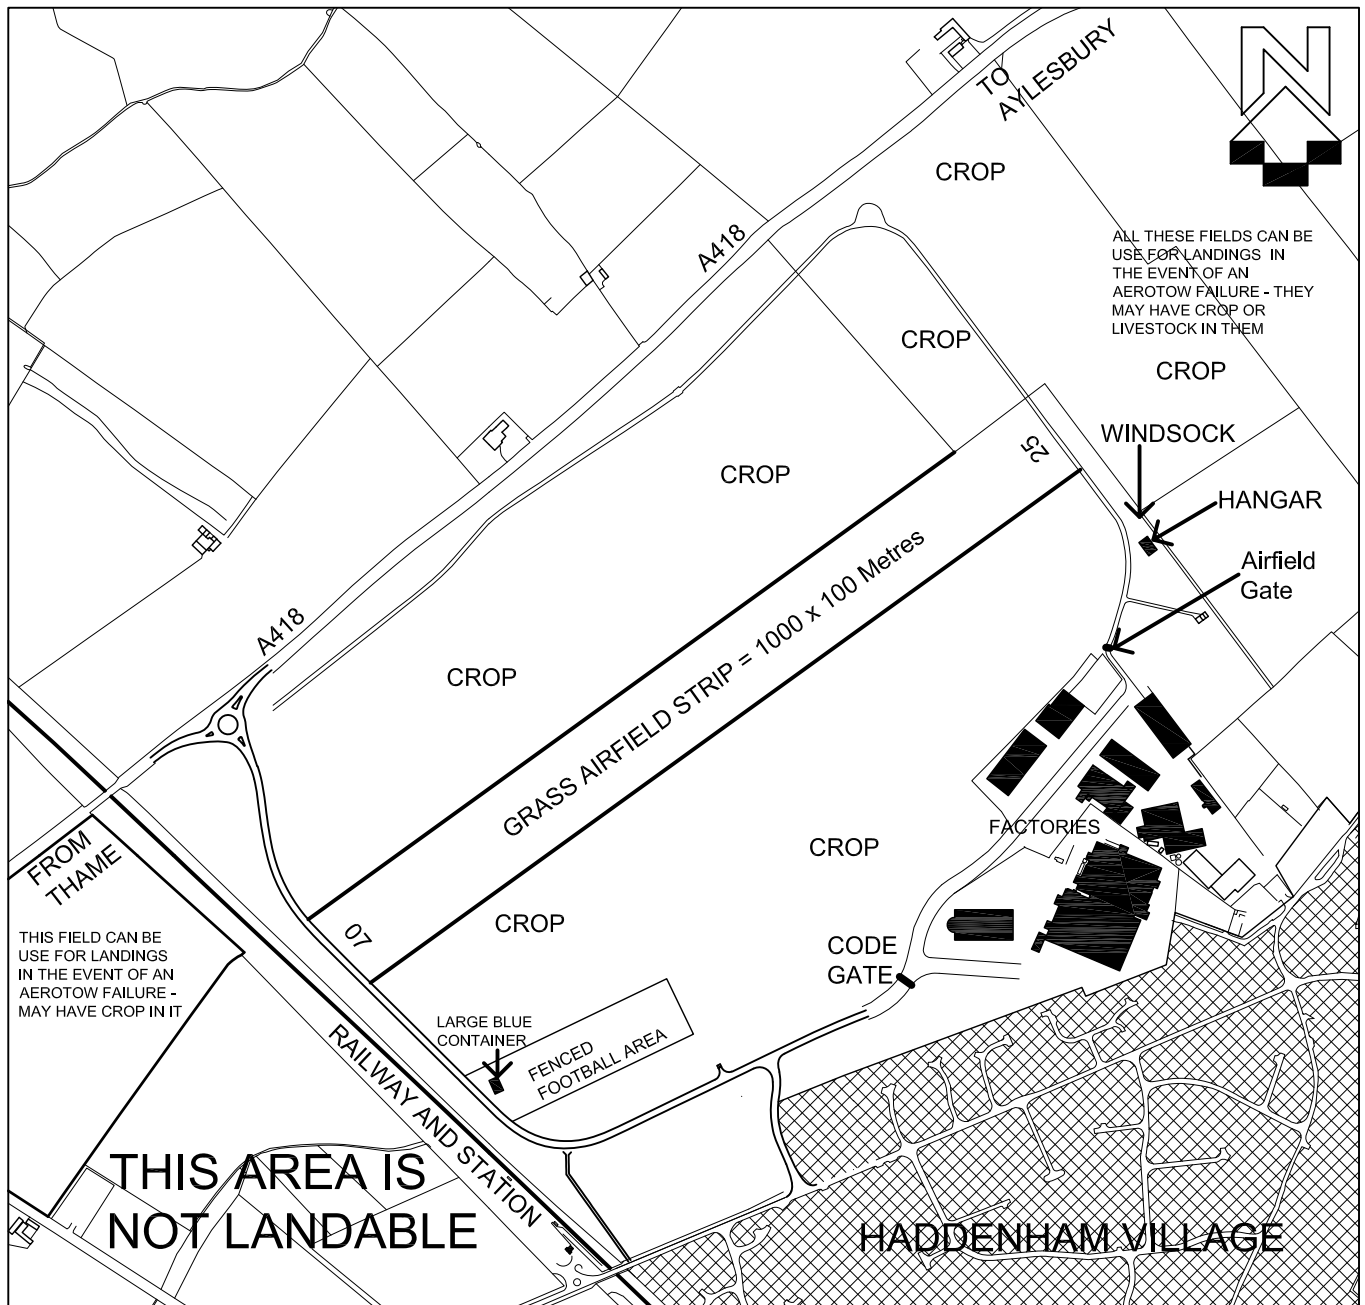 N
TO
AYLESBURY
CROP
A418
ALL THESE FIELDS CAN BE
USE FOR LANDINGS IN
THE EVENT OF AN
AEROTOW FAILURE - THEY
MAY HAVE CROP OR
LIVESTOCK IN THEM
CROP
CROP
WINDSOCK
25
CROP
HANGAR
Airfield
Gate
A418
GRASS AIRFIELD STRIP = 1000 x 100 Metres
CROP
FACTORIES
CROP
FROM
THAME
07
CROP
THIS FIELD CAN BE
USE FOR LANDINGS
IN THE EVENT OF AN
AEROTOW FAILURE -
MAY HAVE CROP IN IT
CODE
GATE
LARGE BLUE
CONTAINER
FENCED
FOOTBALL AREA
RAILWAY AND STATION
THIS AREA IS
NOT LANDABLE
HADDENHAM VILLAGE